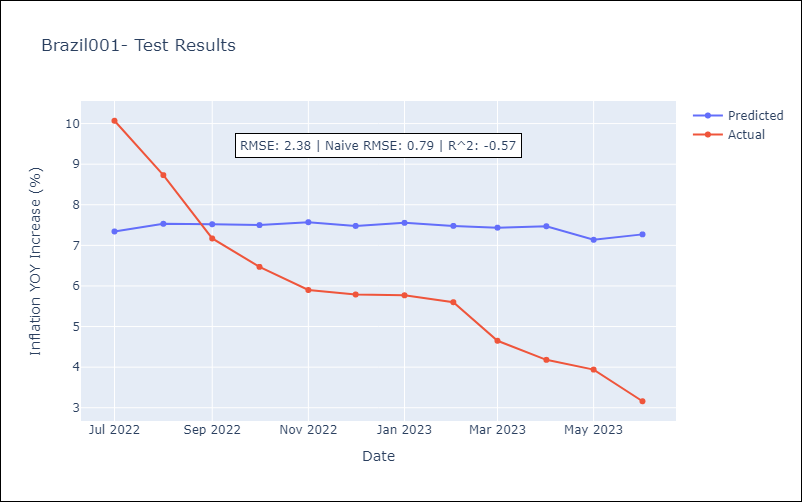 Brazil001- Test Results
Predicted
Actual
RMSE: 2.38 | Naive RMSE: 0.79 | R^2: -0.57
Inflation YOY Increase (%)
10
9
8
7
6
5
4
3
Jul 2022 Sep 2022 Nov 2022 Jan 2023 Mar 2023 May 2023
Date